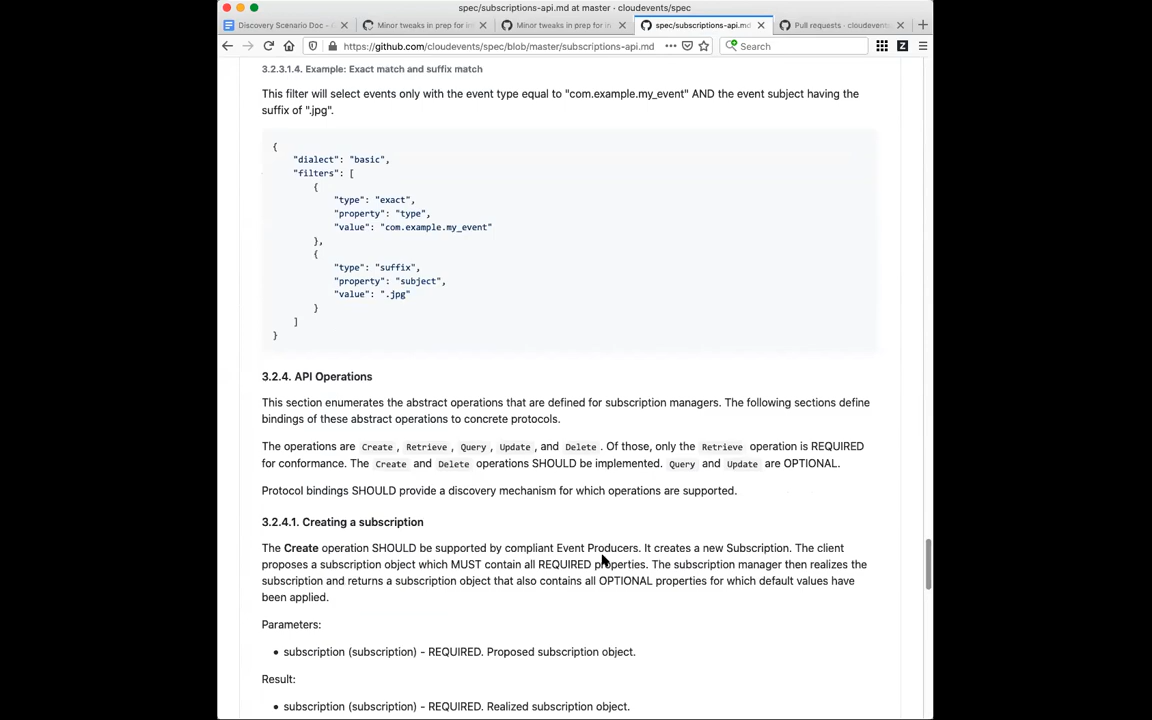 spec/subscriptions-api.md at master · cloudevents/spec
Discovery Scenario Doc -
Minor tweaks in prep for in
Minor tweaks in prep for in
spec/subscriptions-api.md
Pull requests · cloudevents
https://github.com/cloudevents/spec/blob/master/subscriptions-api.md
Search
3.2.3.1.4. Example: Exact match and suffix match
This filter will select events only with the event type equal to "com.example.my_event" AND the event subject having the
suffix of ".jpg".
{
"dialect": "basic",
"filters": [
{
"type": "exact",
"property": "type",
"value": "com.example.my_event"
},
{
"type": "suffix",
"property": "subject",
"value": ".jpg"
}
]
}
3.2.4. API Operations
This section enumerates the abstract operations that are defined for subscription managers. The following sections define
bindings of these abstract operations to concrete protocols.
The operations are Create, Retrieve, Query, Update, and Delete. Of those, only the Retrieve operation is REQUIRED
for conformance. The Create and Delete operations SHOULD be implemented. Query and Update are OPTIONAL.
Protocol bindings SHOULD provide a discovery mechanism for which operations are supported.
3.2.4.1. Creating a subscription
The Create operation SHOULD be supported by compliant Event Producers. It creates a new Subscription. The client
proposes a subscription object which MUST contain all REQUIRED properties. The subscription manager then realizes the
subscription and returns a subscription object that also contains all OPTIONAL properties for which default values have
been applied.
Parameters:
• subscription (subscription) - REQUIRED. Proposed subscription object.
Result:
• subscription (subscription) - REQUIRED. Realized subscription object.